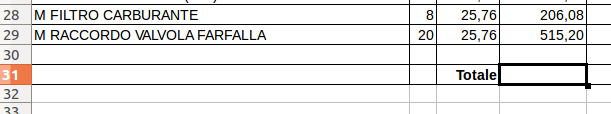 28 M FILTRO CARBURANTE 8 25,76 206,08
29 M RACCORDO VALVOLA FARFALLA 20 25,76 515,20
30
31 Totale
32
33